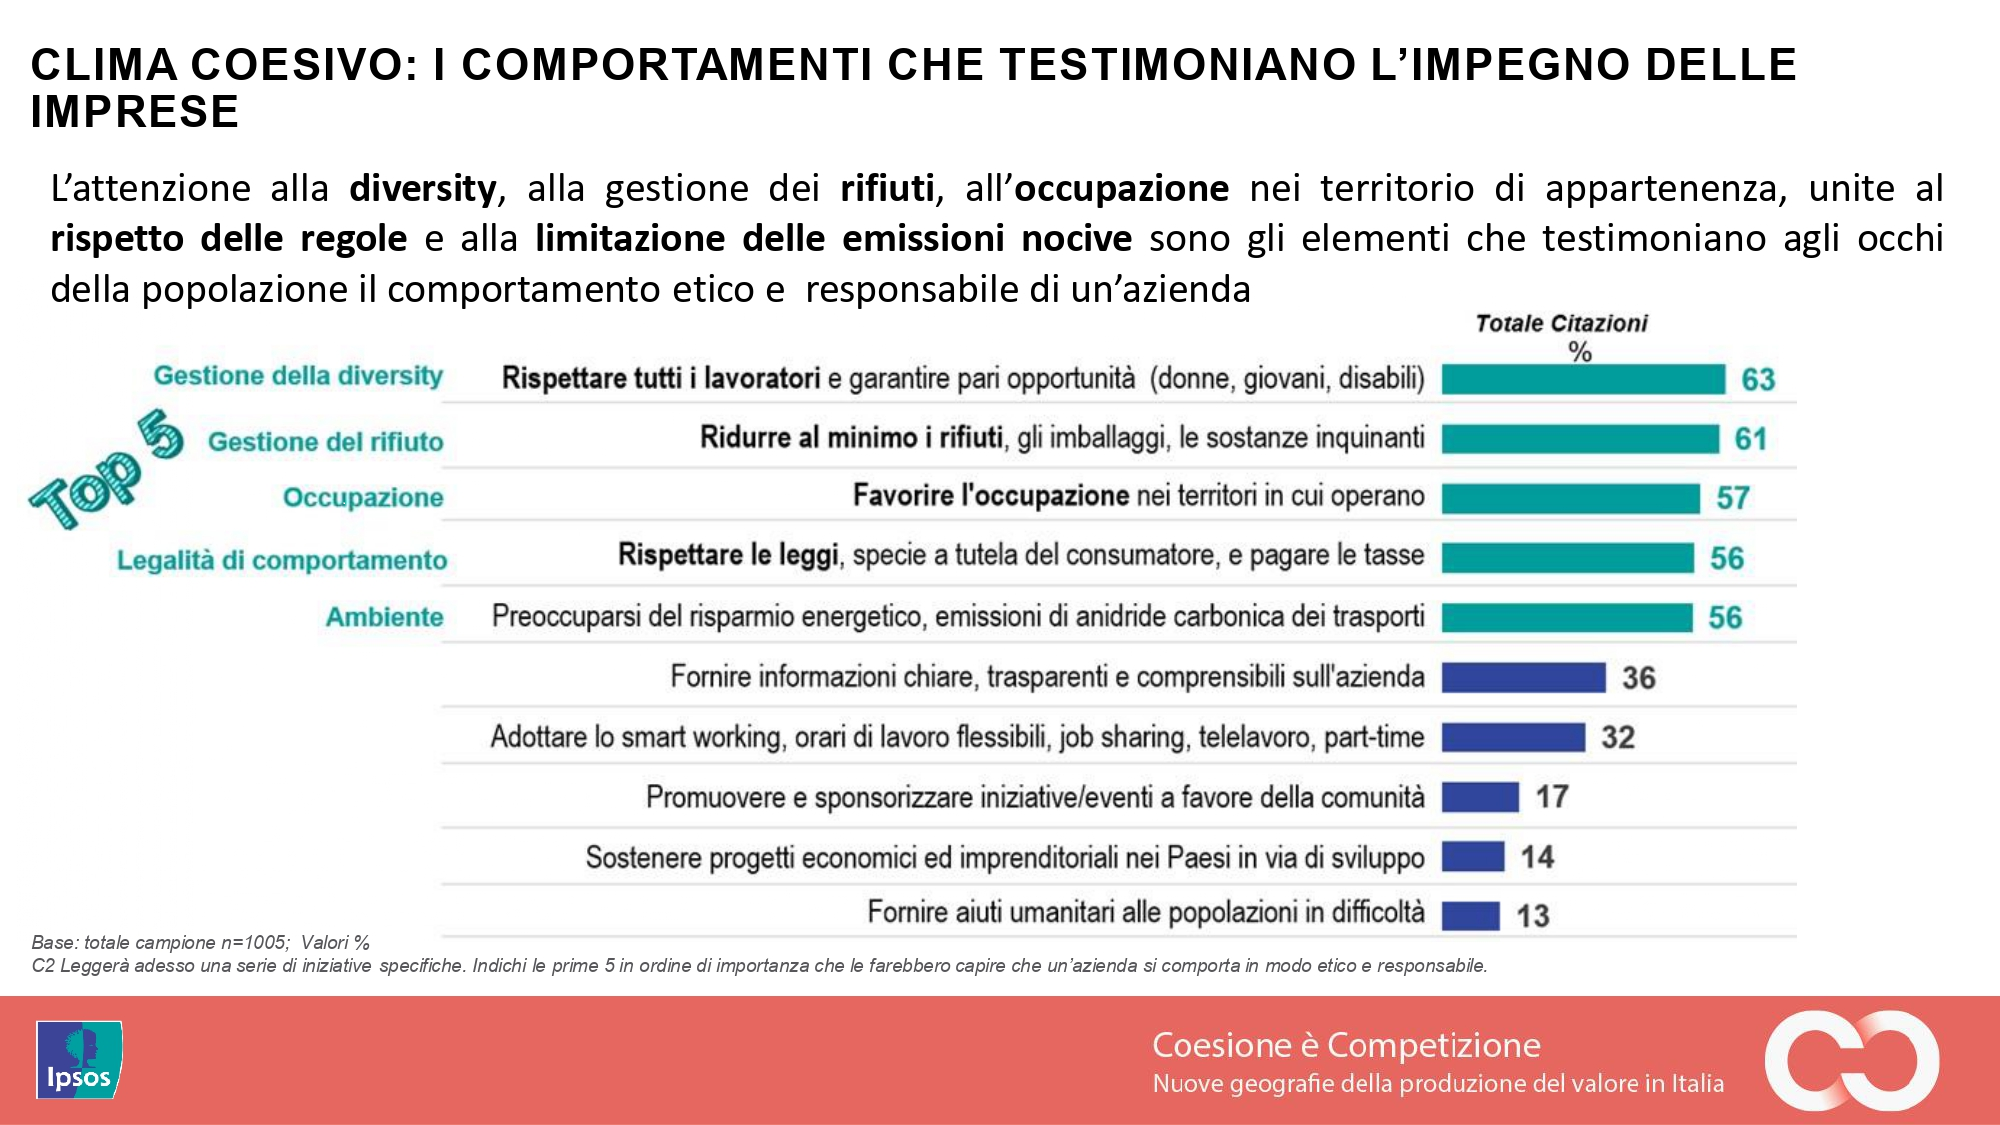 CLIMA COESIVO: I COMPORTAMENTI CHE TESTIMONIANO L’IMPEGNO DELLE
IMPRESE
L’attenzione alla diversity, alla gestione dei rifiuti, all’occupazione nei territorio di appartenenza, unite al
rispetto delle regole e alla limitazione delle emissioni nocive sono gli elementi che testimoniano agli occhi
della popolazione il comportamento etico e responsabile di un’azienda
Totale Citazioni
%
Top 5
Gestione della diversity Rispettare tutti i lavoratori e garantire pari opportunità (donne, giovani, disabili) 63
Gestione del rifiuto Ridurre al minimo i rifiuti, gli imballaggi, le sostanze inquinanti 61
Occupazione Favorire l'occupazione nei territori in cui operano 57
Legalità di comportamento Rispettare le leggi, specie a tutela del consumatore, e pagare le tasse 56
Ambiente Preoccuparsi del risparmio energetico, emissioni di anidride carbonica dei trasporti 56
Fornire informazioni chiare, trasparenti e comprensibili sull'azienda 36
Adottare lo smart working, orari di lavoro flessibili, job sharing, telelavoro, part-time 32
Promuovere e sponsorizzare iniziative/eventi a favore della comunità 17
Sostenere progetti economici ed imprenditoriali nei Paesi in via di sviluppo 14
Fornire aiuti umanitari alle popolazioni in difficoltà 13
Base: totale campione n=1005; Valori %
C2 Leggerà adesso una serie di iniziative specifiche. Indichi le prime 5 in ordine di importanza che le farebbero capire che un’azienda si comporta in modo etico e responsabile.
Ipsos
Coesione è Competizione
Nuove geografie della produzione del valore in Italia